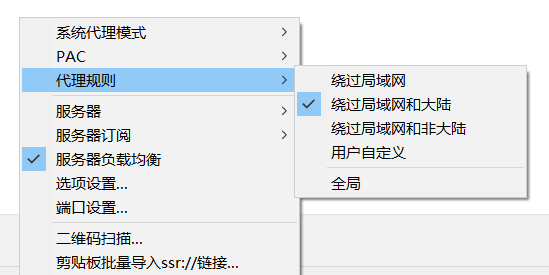 系统代理模式
PAC
代理规则
服务器
服务器订阅
服务器负载均衡
选项设置...
端口设置...
二维码扫描...
剪贴板批量导入ssr://链接...
绕过局域网
绕过局域网和大陆
绕过局域网和非大陆
用户自定义
全局